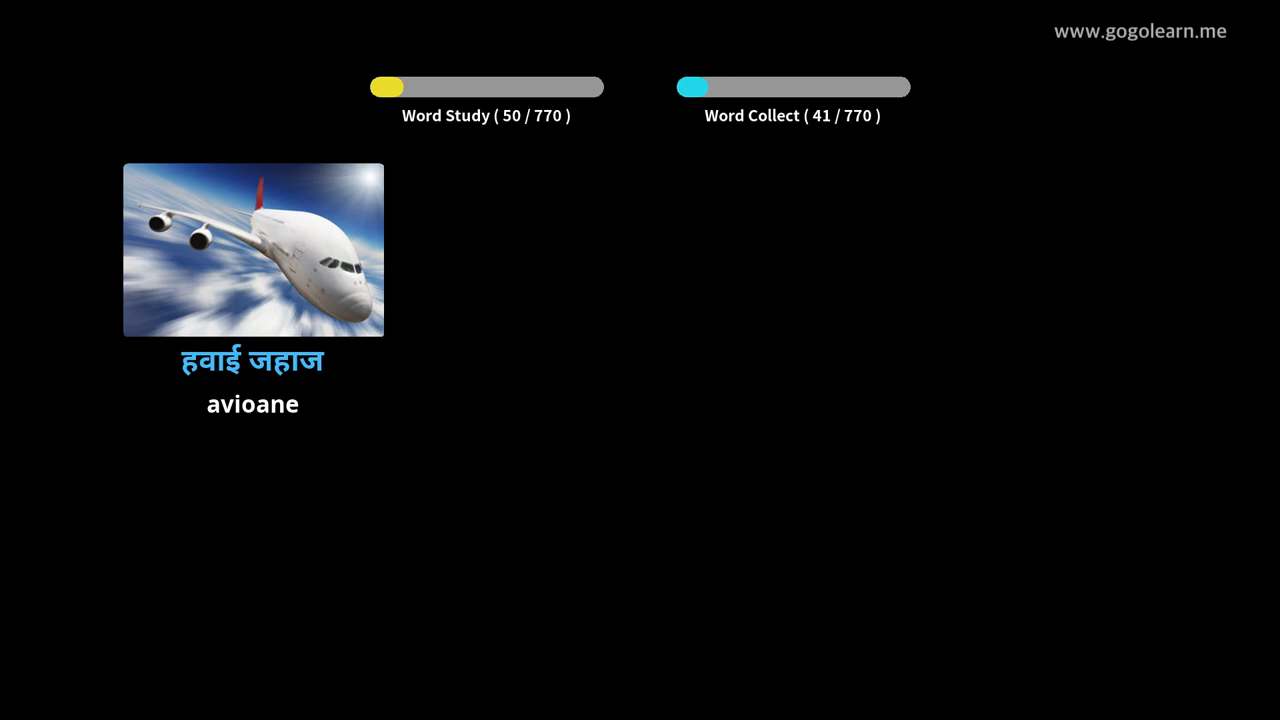 www.gogolearn.me
Word Study ( 50 / 770 )
Word Collect ( 41 / 770 )
हवाई जहाज
avioane